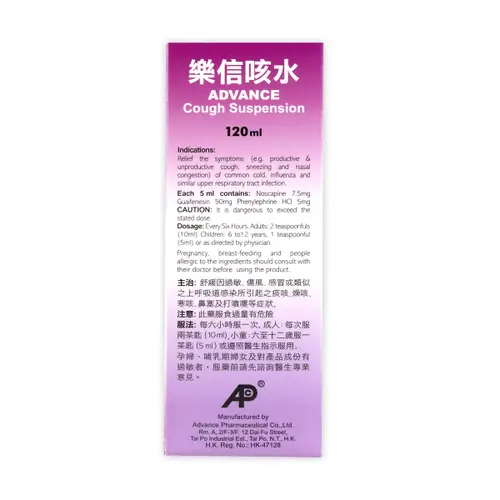 樂信咳水
ADVANCE
Cough Suspension
120ml
Indications:
Relief the symptoms (e.g. productive &
unproductive cough, sneezing and nasal
congestion) of common cold, influenza and
similar upper respiratory tract infection.
Each 5 ml contains: Noscapine 7.5mg
Guaifenesin 50mg Phenylephrine HCl 5mg
CAUTION: It is dangerous to exceed the
stated dose.
Dosage: Every Six Hours. Adults: 2 teaspoonfuls
(10ml) Children: 6 to12 years, 1 teaspoonful
(5ml) or as directed by physician.
Pregnancy, breast-feeding and people
allergic to the ingredients should consult with
their doctor before using the product.
主治: 舒緩因過敏、傷風、感冒或類似
之上呼吸道感染所引起之痰咳、燥咳、
寒咳、鼻塞及打噴嚏等症狀。
注意: 此藥服食過量有危險
服法: 每六小時服一次, 成人: 每次服
兩茶匙 (10ml), 小童: 六至十二歲服一
茶匙 (5ml) 或遵照醫生指示服用。
孕婦、哺乳期婦女及對產品成份有
過敏者, 服藥前請先諮詢醫生專業
意見。
AP
®
Manufactured by
Advance Pharmaceutical Co.,Ltd.
Rm. A, 2/F-3/F, 12 Dai Fu Street,
Tai Po Industrial Est., Tai Po, N.T., H.K.
H.K. Reg. No.: HK-47128